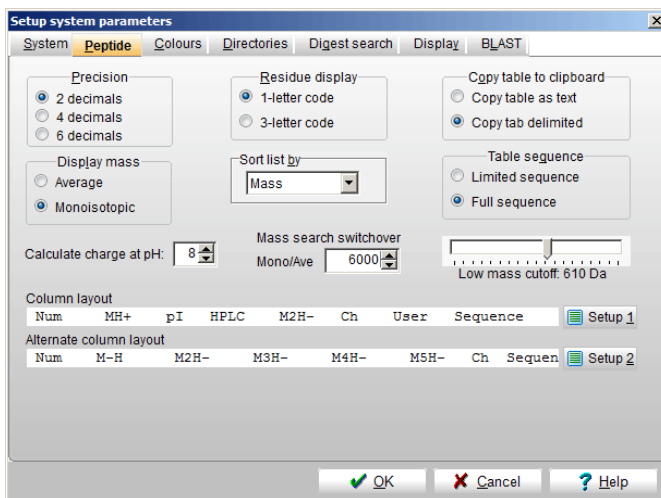 Setup system parameters
System Peptide Colours Directories Digest search Display BLAST
Precision
2 decimals
4 decimals
6 decimals
Residue display
1-letter code
3-letter code
Copy table to clipboard
Copy table as text
Copy tab delimited
Display mass
Average
Monoisotopic
Sort list by
Mass
Table sequence
Limited sequence
Full sequence
Calculate charge at pH: 8
Mass search switchover
Mono/Ave 6000
Low mass cutoff: 610 Da
Column layout
Num MH+ pI HPLC M2H- Ch User Sequence Setup 1
Alternate column layout
Num M-H M2H- M3H- M4H- M5H- Ch Sequen Setup 2
OK Cancel Help